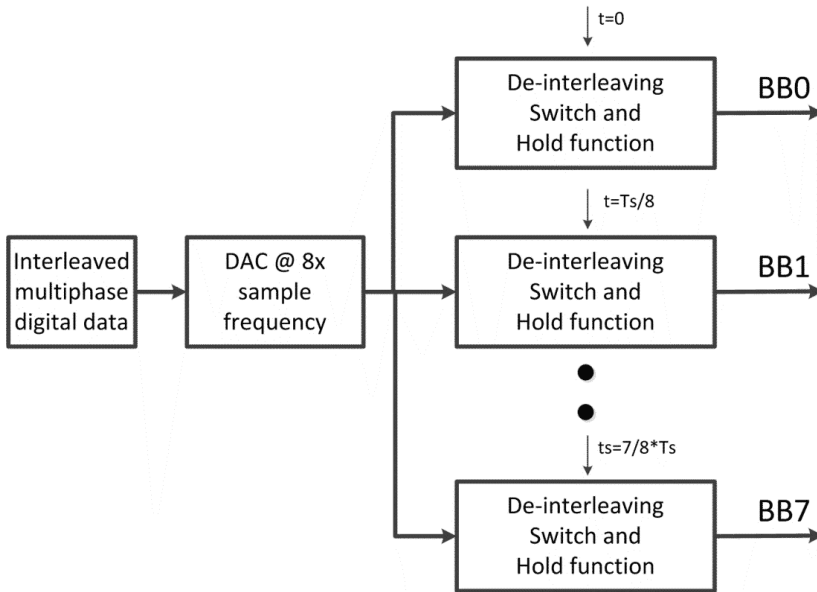 t=0
De-interleaving
Switch and
Hold function
BB0
t=Ts/8
Interleaved
multiphase
digital data
DAC @ 8x
sample
frequency
De-interleaving
Switch and
Hold function
BB1
ts=7/8*Ts
De-interleaving
Switch and
Hold function
BB7